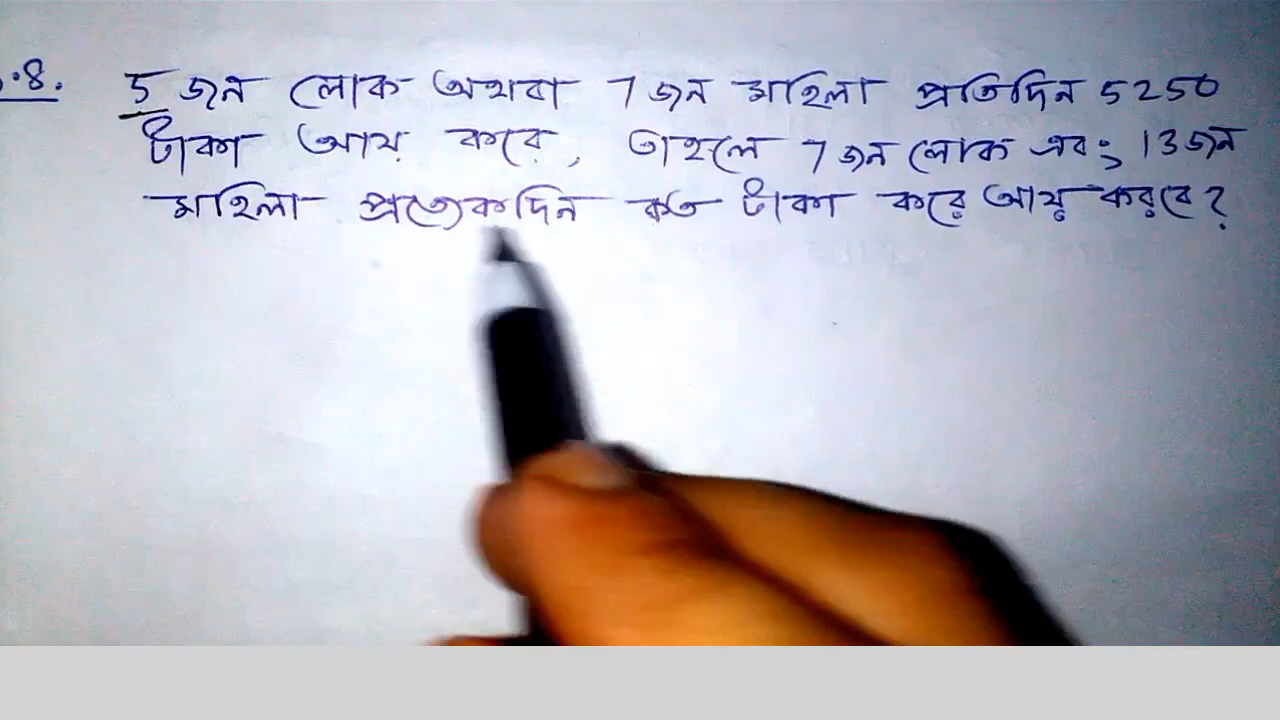 .8. 5 জন লোক অথবা 7 জন মহিলা প্রতিদিন 5250
টাকা আয় করে, তাহলে 7 জন লোক এবং 13 জন
মহিলা প্রত্যেকদিন কত টাকা করে আয় করবে?